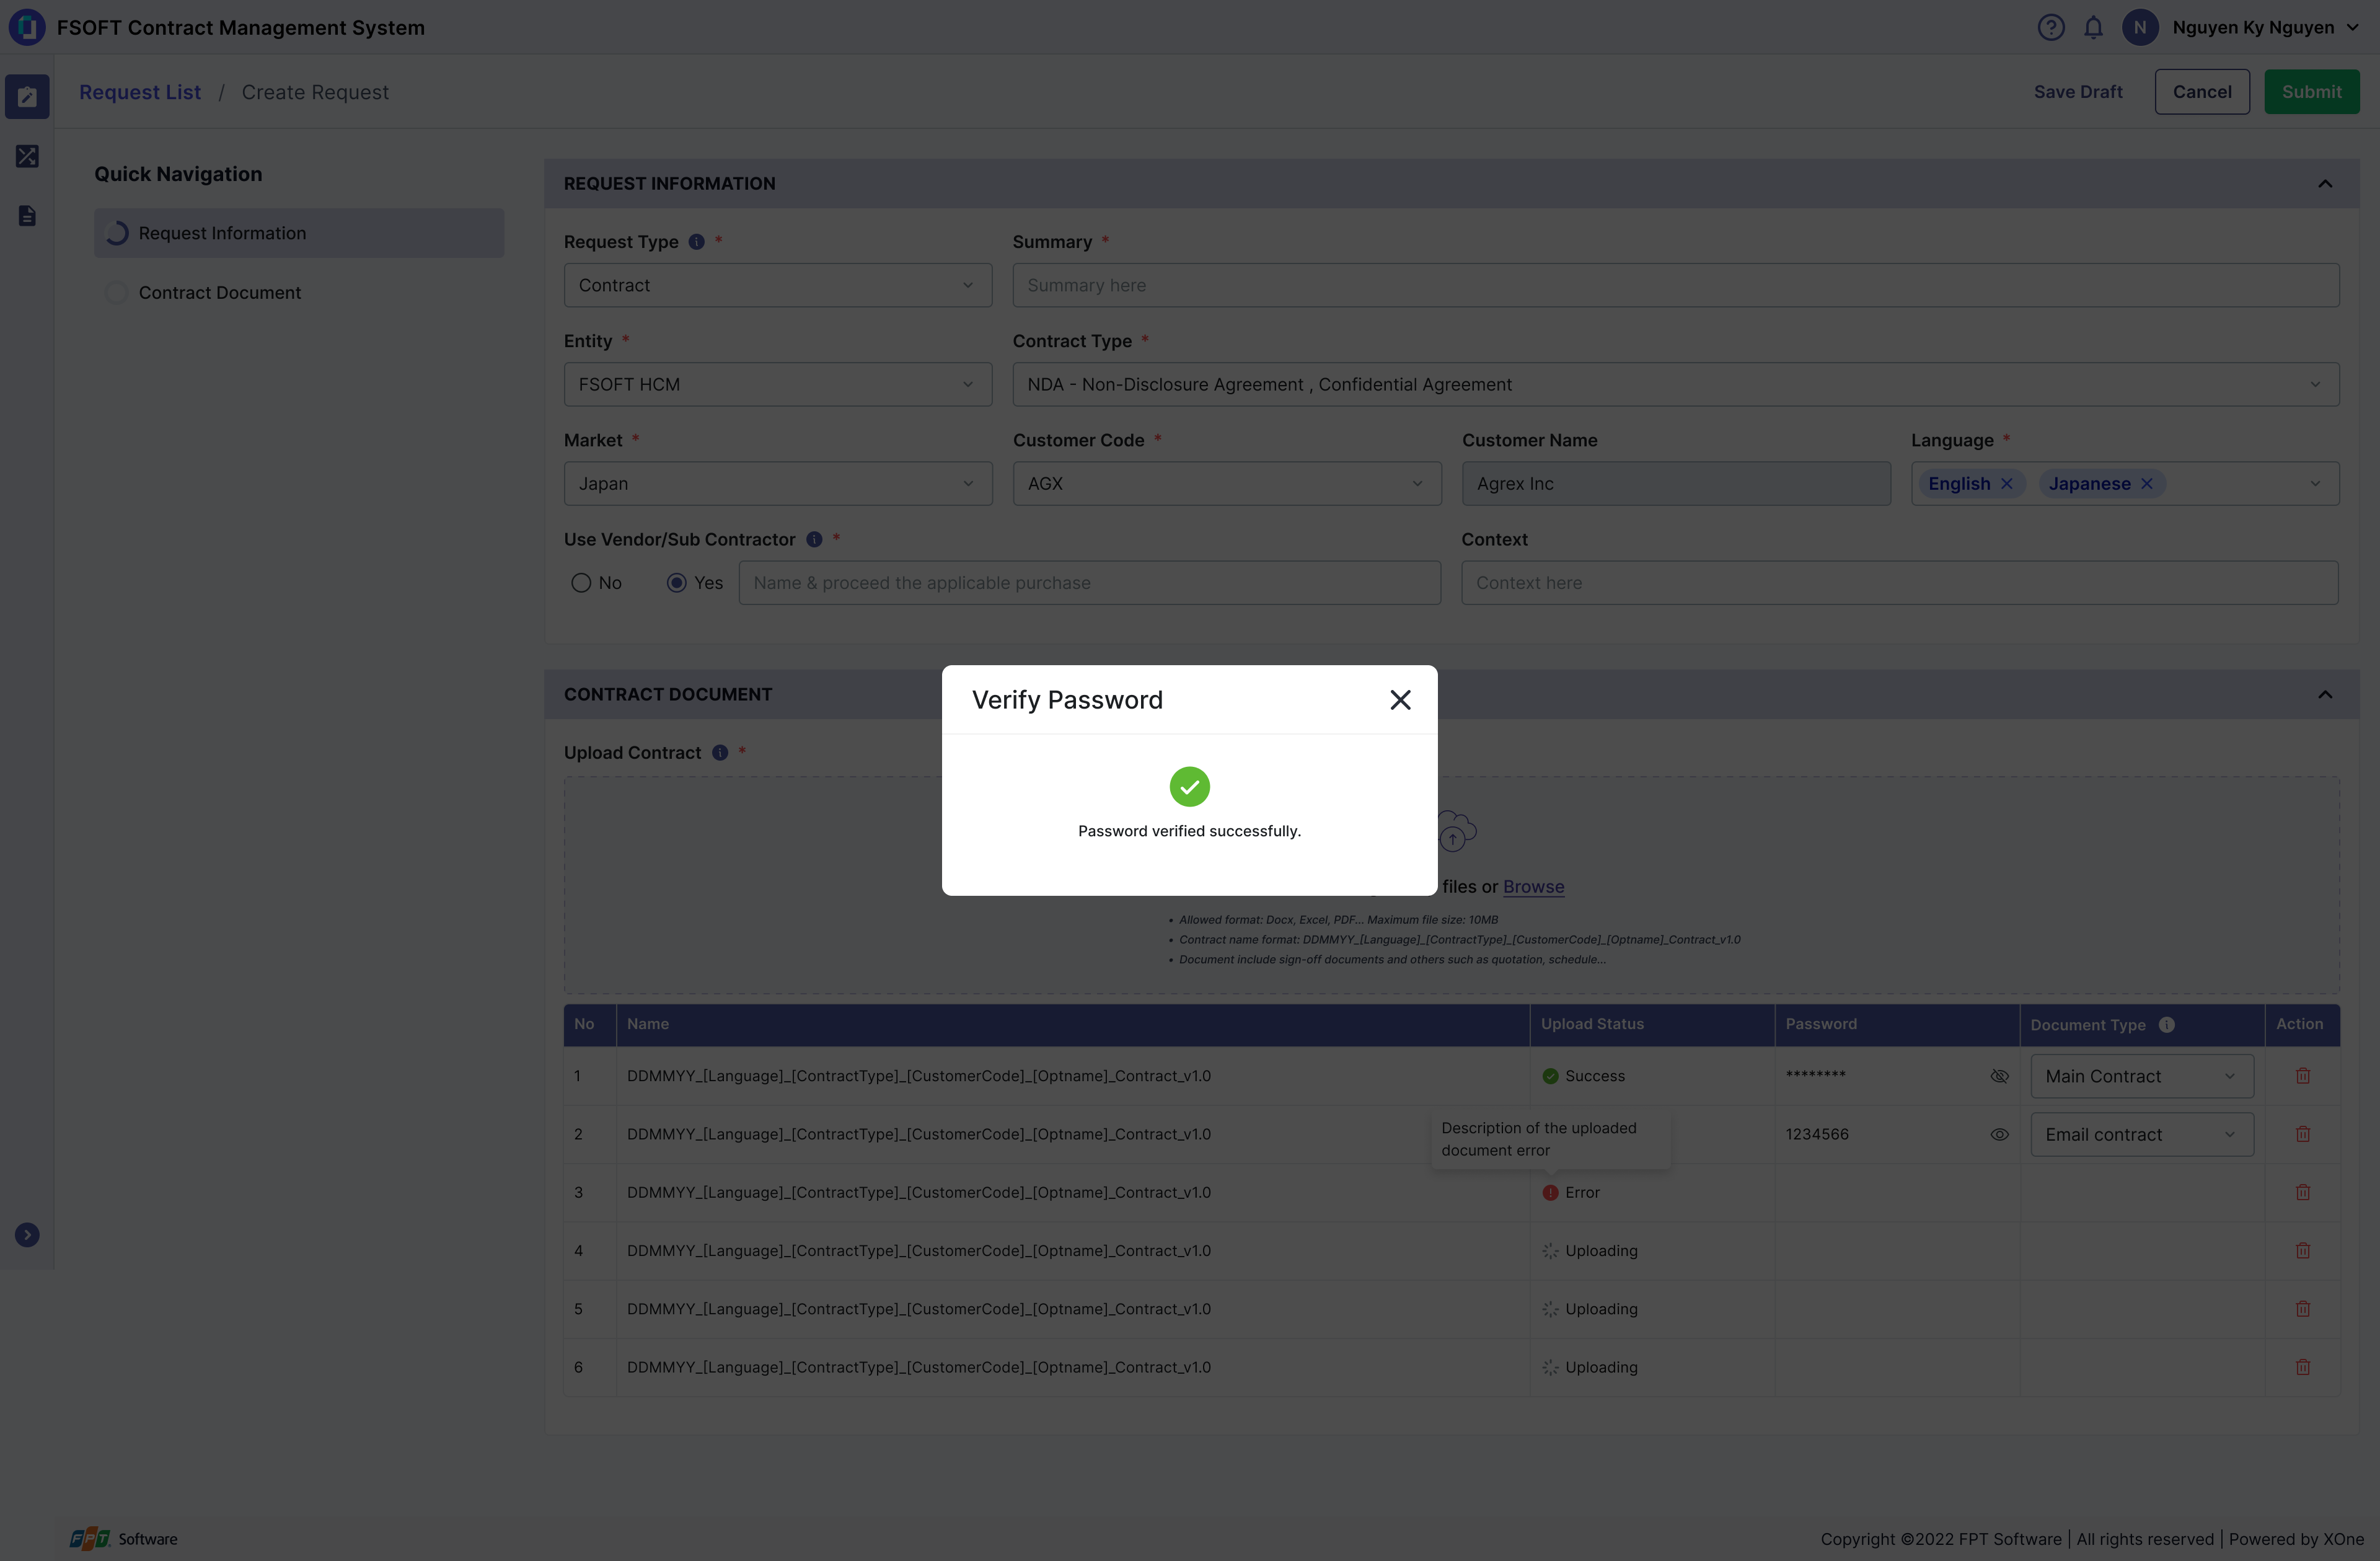 FSOFT Contract Management System
N
Nguyen Ky Nguyen
Request List / Create Request
Save Draft
Cancel
Submit
Quick Navigation
Request Information
Contract Document
REQUEST INFORMATION
Request Type *
Summary *
Contract
Summary here
Entity *
Contract Type *
FSOFT HCM
NDA - Non-Disclosure Agreement , Confidential Agreement
Market *
Customer Code *
Customer Name
Language *
Japan
AGX
Agrex Inc
English
Japanese
Use Vendor/Sub Contractor *
Context
No
Yes
Name & proceed the applicable purchase
Context here
CONTRACT DOCUMENT
Verify Password
Password verified successfully.
Upload Contract *
files or Browse
• Allowed format: Docx, Excel, PDF... Maximum file size: 10MB
• Contract name format: DDMMYY_[Language]_[ContractType]_[CustomerCode]_[Optname]_Contract_v1.0
• Document include sign-off documents and others such as quotation, schedule...
No Name Upload Status Password Document Type Action
1 DDMMYY_[Language]_[ContractType]_[CustomerCode]_[Optname]_Contract_v1.0 Success ******** Main Contract
2 DDMMYY_[Language]_[ContractType]_[CustomerCode]_[Optname]_Contract_v1.0 1234566 Email contract
Description of the uploaded
document error
3 DDMMYY_[Language]_[ContractType]_[CustomerCode]_[Optname]_Contract_v1.0 Error
4 DDMMYY_[Language]_[ContractType]_[CustomerCode]_[Optname]_Contract_v1.0 Uploading
5 DDMMYY_[Language]_[ContractType]_[CustomerCode]_[Optname]_Contract_v1.0 Uploading
6 DDMMYY_[Language]_[ContractType]_[CustomerCode]_[Optname]_Contract_v1.0 Uploading
FPT Software
Copyright ©2022 FPT Software | All rights reserved | Powered by XOne